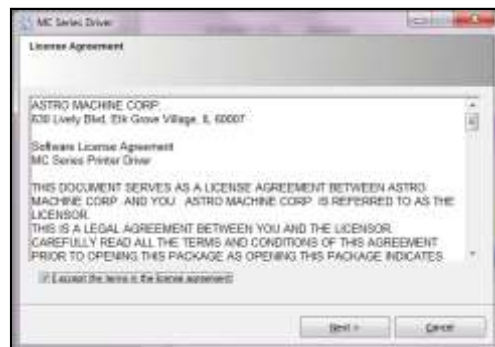 MC Series Driver
License Agreement
ASTRO MACHINE CORP.
630 Lively Blvd, Elk Grove Village, IL 60007
Software License Agreement
MC Series Printer Driver
THIS DOCUMENT SERVES AS A LICENSE AGREEMENT BETWEEN ASTRO
MACHINE CORP AND YOU. ASTRO MACHINE CORP IS REFERRED TO AS THE
LICENSOR.
THIS IS A LEGAL AGREEMENT BETWEEN YOU AND THE LICENSOR.
CAREFULLY READ ALL THE TERMS AND CONDITIONS OF THIS AGREEMENT
PRIOR TO OPENING THIS PACKAGE AS OPENING THIS PACKAGE INDICATES
I accept the terms in the license agreement
Next >
Cancel